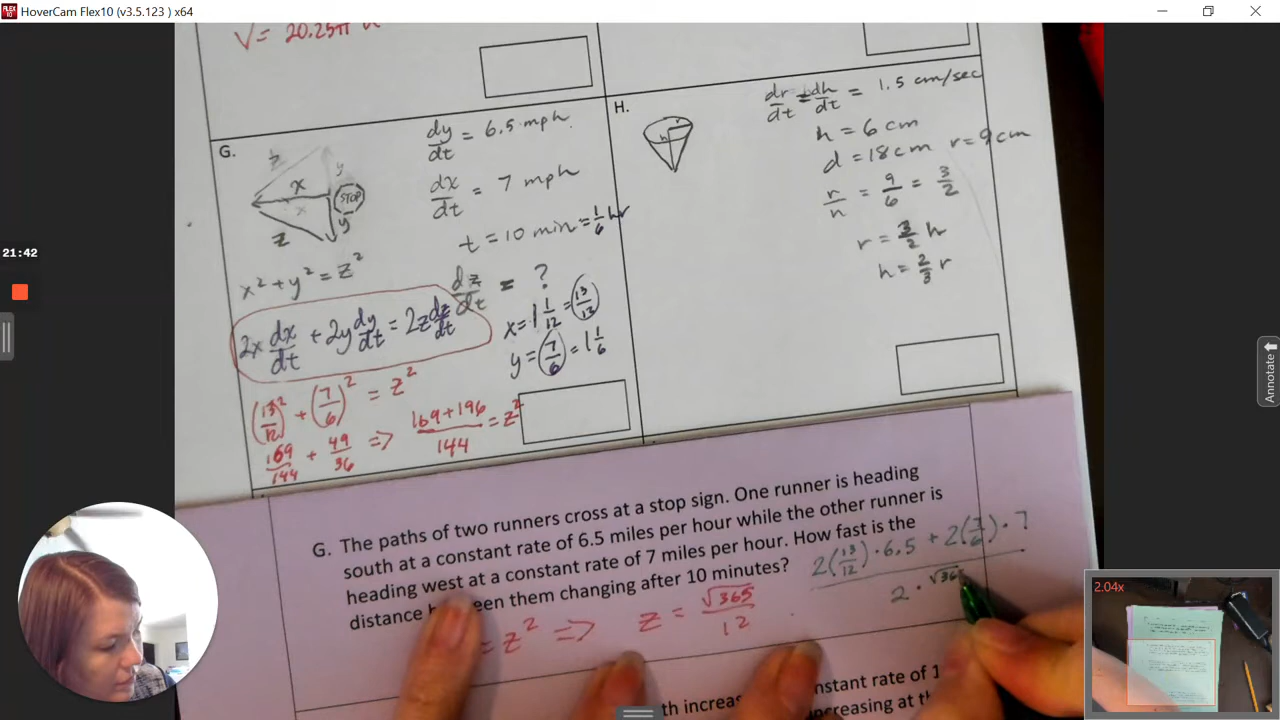 HoverCam Flex10 (v3.5.123 ) x64
21:42
Annotate
2.04x
V = 20.25π
G.
z
y
x
STOP
x
y
z
dy/dt = 6.5 mph.
dx/dt = 7 mph
t = 10 min = 1/6 hr
dz/dt = ?
x² + y² = z²
2x dx/dt + 2y dy/dt = 2z dz/dt
x = 1 1/12 = 13/12
y = 7/6 = 1 1/6
(13/12)² + (7/6)² = z²
169/144 + 49/36 => 169+196/144 = z²
H.
r
h
dr/dt = dh/dt = 1.5 cm/sec
h = 6 cm
d = 18 cm r = 9 cm
r/h = 9/6 = 3/2
r = 3/2 h
h = 2/3 r
G. The paths of two runners cross at a stop sign. One runner is heading
south at a constant rate of 6.5 miles per hour while the other runner is
heading west at a constant rate of 7 miles per hour. How fast is the
distance between them changing after 10 minutes?
2(13/12) · 6.5 + 2(7/6) · 7
2 · √365
= z² => z = √365/12
th increas nstant rate of 1
increasing at th